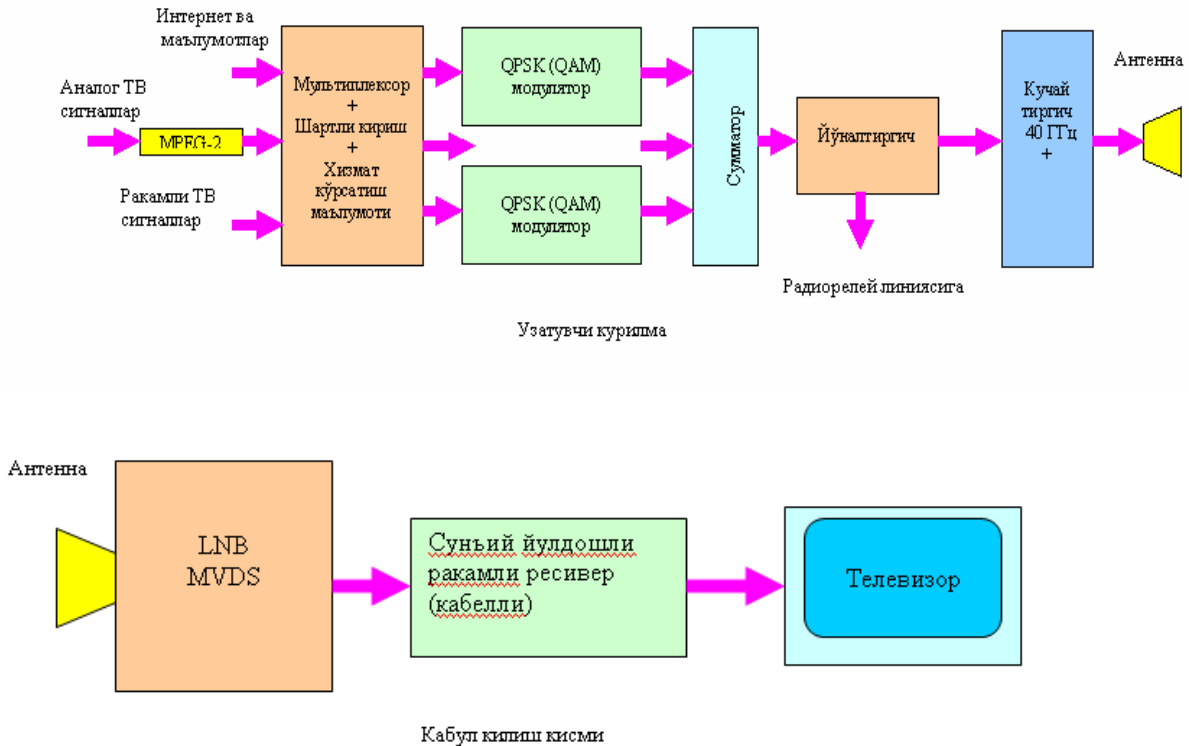 Интернет ва
маълумотлар
Аналог ТВ
сигналлар
MPEG-2
Ракамли ТВ
сигналлар
Мультиплексор
+
Шартли кириш
+
Хизмат
кўрсатиш
маълумоти
QPSK (QAM)
модулятор
QPSK (QAM)
модулятор
Сумматор
Йўналтиргич
Радиорелей линиясига
Кучай
тиргич
40 ГГц
+
Антенна
Узатувчи курилма
Антенна
LNB
MVDS
Сунъий йулдошли
ракамли ресивер
(кабелли)
Телевизор
Кабул килиш кисми